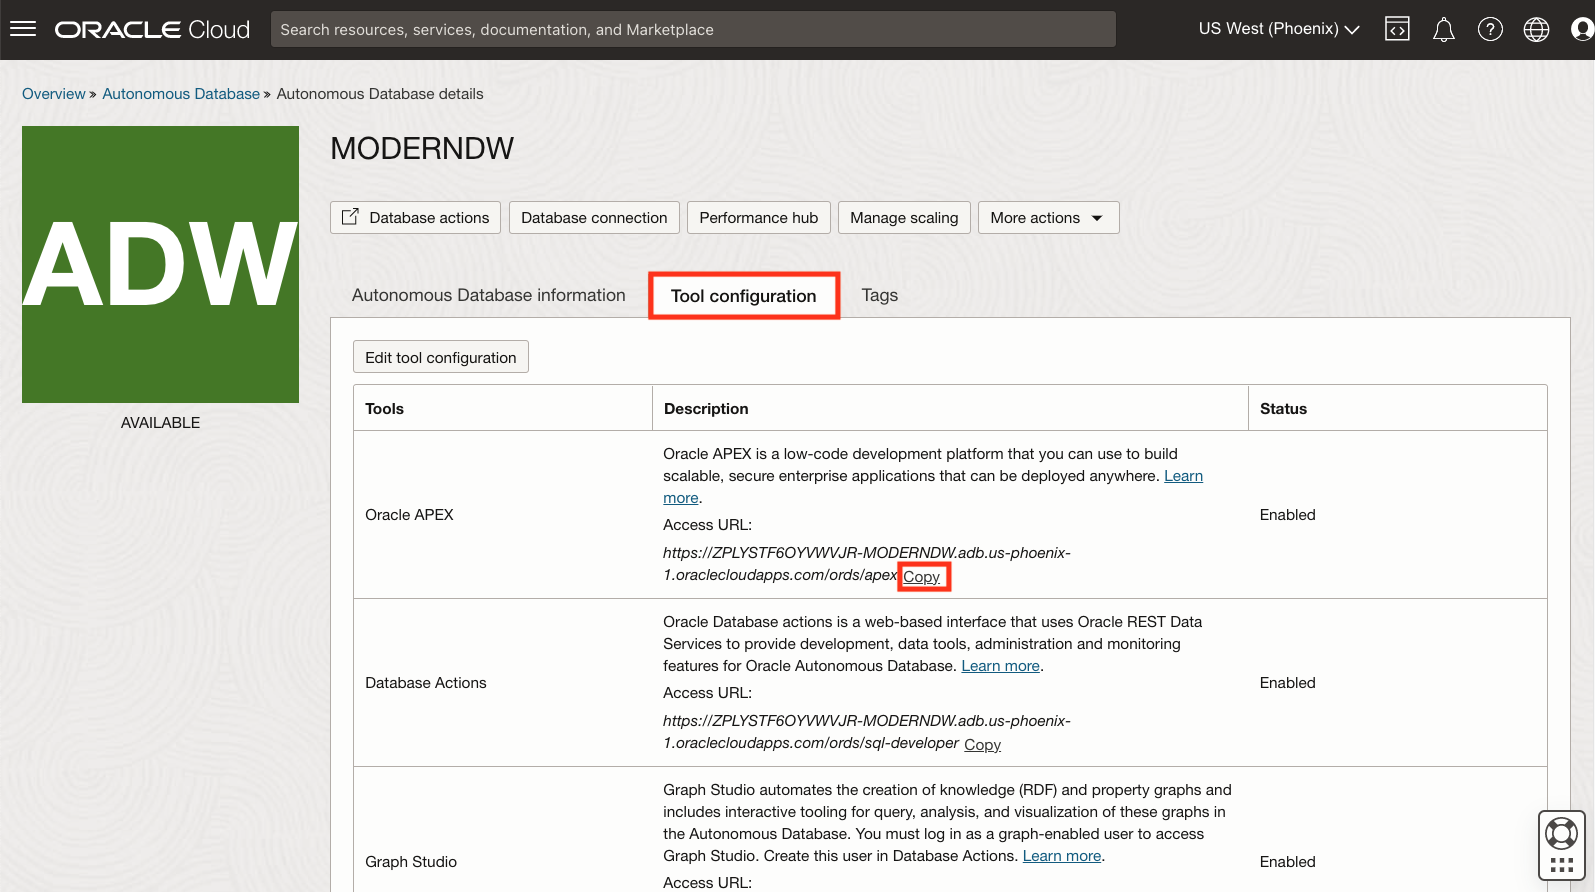 ORACLE Cloud
Search resources, services, documentation, and Marketplace
US West (Phoenix)
Overview » Autonomous Database » Autonomous Database details
ADW
AVAILABLE
MODERNDW
Database actions
Database connection
Performance hub
Manage scaling
More actions
Autonomous Database information
Tool configuration
Tags
Edit tool configuration
Tools
Description
Status
Oracle APEX
Oracle APEX is a low-code development platform that you can use to build
scalable, secure enterprise applications that can be deployed anywhere. Learn
more.
Access URL:
https://ZPLYSTF6OYVWVJR-MODERNDW.adb.us-phoenix-
1.oraclecloudapps.com/ords/apex Copy
Enabled
Database Actions
Oracle Database actions is a web-based interface that uses Oracle REST Data
Services to provide development, data tools, administration and monitoring
features for Oracle Autonomous Database. Learn more.
Access URL:
https://ZPLYSTF6OYVWVJR-MODERNDW.adb.us-phoenix-
1.oraclecloudapps.com/ords/sql-developer Copy
Enabled
Graph Studio
Graph Studio automates the creation of knowledge (RDF) and property graphs and
includes interactive tooling for query, analysis, and visualization of these graphs in
the Autonomous Database. You must log in as a graph-enabled user to access
Graph Studio. Create this user in Database Actions. Learn more.
Access URL:
Enabled